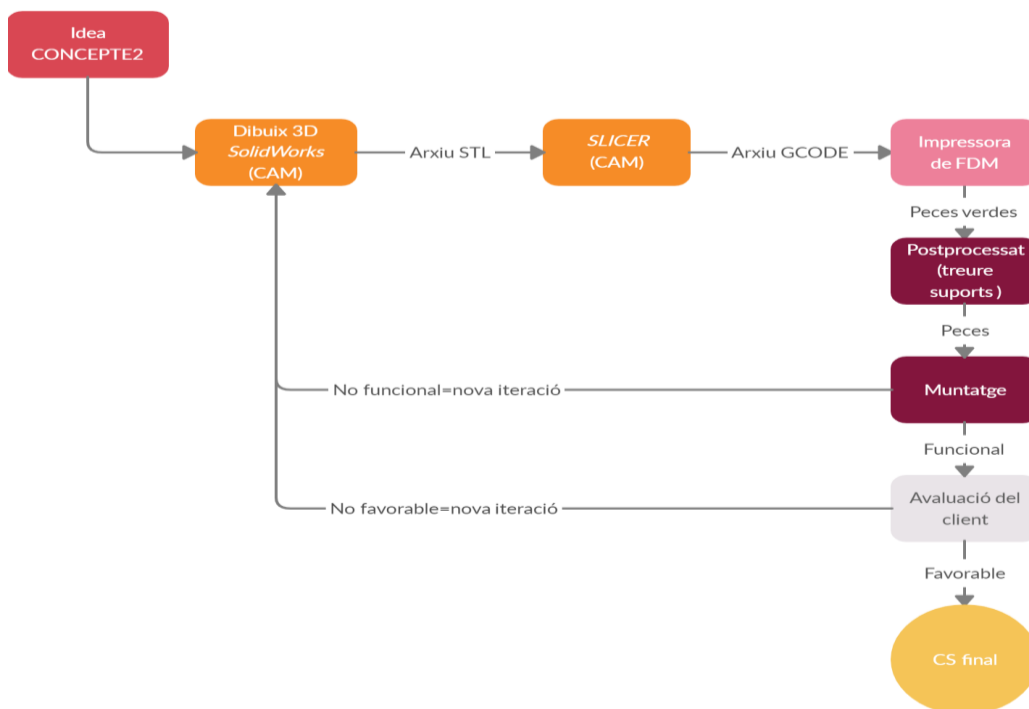 Idea
CONCEPTE2
Dibuix 3D
SolidWorks
(CAM)
Arxiu STL
SLICER
(CAM)
Arxiu GCODE
Impressora
de FDM
Peces verdes
Postprocessat
(treure
suports )
Peces
No funcional=nova iteració
Muntatge
Funcional
No favorable=nova iteració
Avaluació del
client
Favorable
CS final